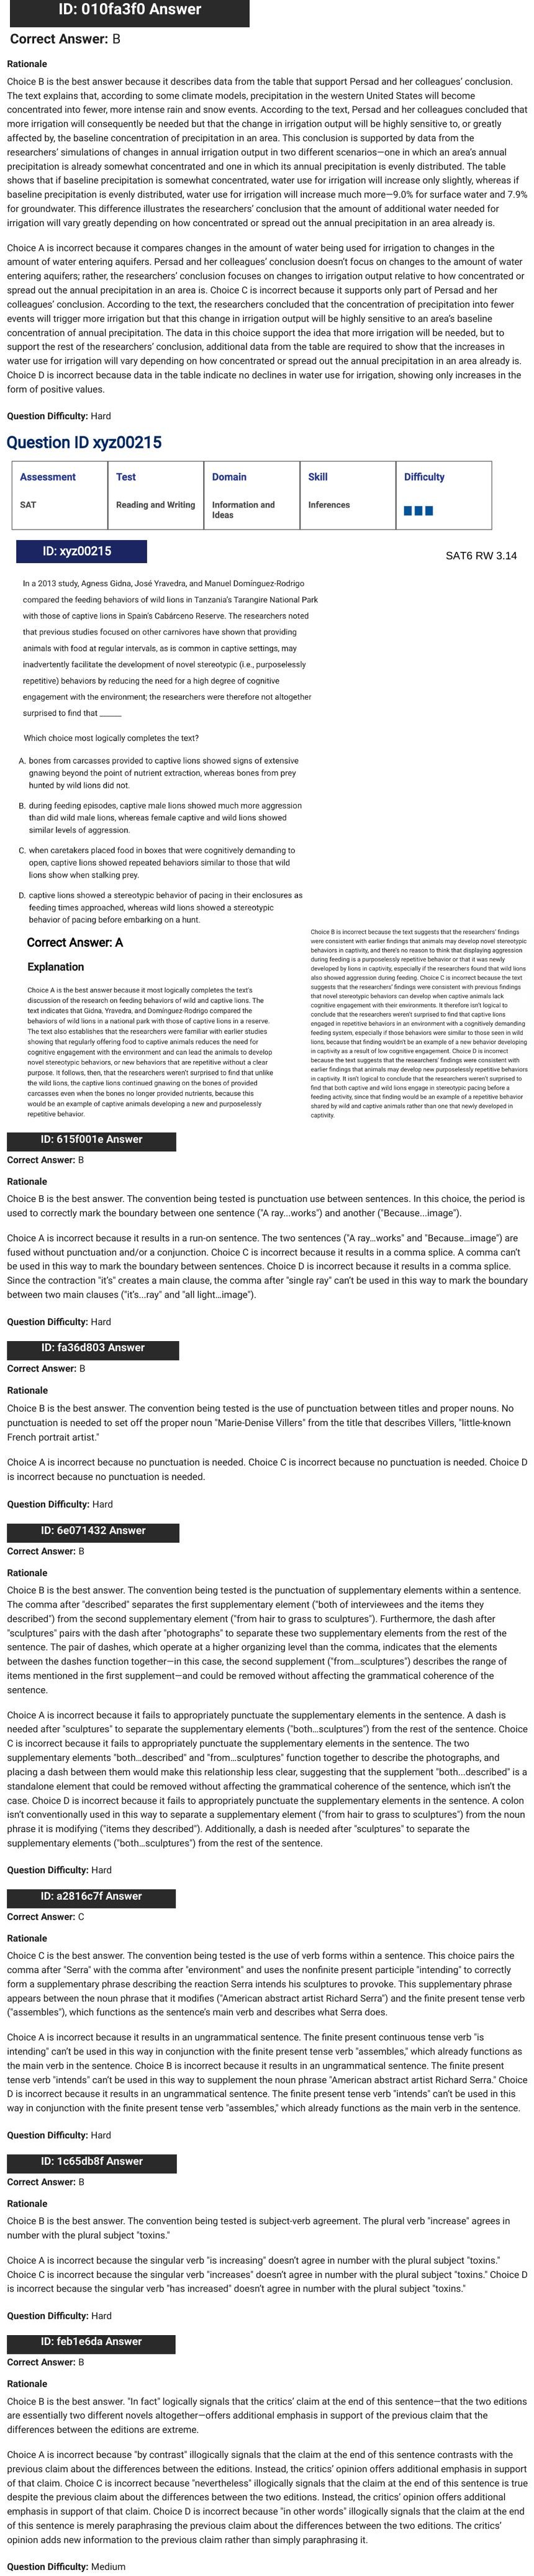 ID: 010fa3f0 Answer
Correct Answer: B
Rationale
Choice B is the best answer because it describes data from the table that support Persad and her colleagues' conclusion.
The text explains that, according to some climate models, precipitation in the western United States will become
concentrated into fewer, more intense rain and snow events. According to the text, Persad and her colleagues concluded that
more irrigation will consequently be needed but that the change in irrigation output will be highly sensitive to, or greatly
affected by, the baseline concentration of precipitation in an area. This conclusion is supported by data from the
researchers' simulations of changes in annual irrigation output in two different scenarios—one in which an area's annual
precipitation is already somewhat concentrated and one in which its annual precipitation is evenly distributed. The table
shows that if baseline precipitation is somewhat concentrated, water use for irrigation will increase only slightly, whereas if
baseline precipitation is evenly distributed, water use for irrigation will increase much more—9.0% for surface water and 7.9%
for groundwater. This difference illustrates the researchers' conclusion that the amount of additional water needed for
irrigation will vary greatly depending on how concentrated or spread out the annual precipitation in an area already is.
Choice A is incorrect because it compares changes in the amount of water being used for irrigation to changes in the
amount of water entering aquifers. Persad and her colleagues' conclusion doesn't focus on changes to the amount of water
entering aquifers; rather, the researchers' conclusion focuses on changes to irrigation output relative to how concentrated or
spread out the annual precipitation in an area is. Choice C is incorrect because it supports only part of Persad and her
colleagues' conclusion. According to the text, the researchers concluded that the concentration of precipitation into fewer
events will trigger more irrigation but that this change in irrigation output will be highly sensitive to an area's baseline
concentration of annual precipitation. The data in this choice support the idea that more irrigation will be needed, but to
support the rest of the researchers' conclusion, additional data from the table are required to show that the increases in
water use for irrigation will vary depending on how concentrated or spread out the annual precipitation in an area already is.
Choice D is incorrect because data in the table indicate no declines in water use for irrigation, showing only increases in the
form of positive values.
Question Difficulty: Hard
Question ID xyz00215
Assessment Test Domain Skill Difficulty
SAT Reading and Writing Information and Inferences
Ideas
ID: xyz00215
SAT6 RW 3.14
In a 2013 study, Agness Gidna, José Yravedra, and Manuel Domínguez-Rodrigo
compared the feeding behaviors of wild lions in Tanzania's Tarangire National Park
with those of captive lions in Spain's Cabárceno Reserve. The researchers noted
that previous studies focused on other carnivores have shown that providing
animals with food at regular intervals, as is common in captive settings, may
inadvertently facilitate the development of novel stereotypic (i.e., purposelessly
repetitive) behaviors by reducing the need for a high degree of cognitive
engagement with the environment; the researchers were therefore not altogether
surprised to find that _____
Which choice most logically completes the text?
A. bones from carcasses provided to captive lions showed signs of extensive
gnawing beyond the point of nutrient extraction, whereas bones from prey
hunted by wild lions did not.
B. during feeding episodes, captive male lions showed much more aggression
than did wild male lions, whereas female captive and wild lions showed
similar levels of aggression.
C. when caretakers placed food in boxes that were cognitively demanding to
open, captive lions showed repeated behaviors similar to those that wild
lions show when stalking prey.
D. captive lions showed a stereotypic behavior of pacing in their enclosures as
feeding times approached, whereas wild lions showed a stereotypic
behavior of pacing before embarking on a hunt.
Correct Answer: A
Explanation
Choice A is the best answer because it most logically completes the text's
discussion of the research on feeding behaviors of wild and captive lions. The
text indicates that Gidna, Yravedra, and Domínguez-Rodrigo compared the
behaviors of wild lions in a national park with those of captive lions in a reserve.
The text also establishes that the researchers were familiar with earlier studies
showing that regularly offering food to captive animals reduces the need for
cognitive engagement with the environment and can lead the animals to develop
novel stereotypic behaviors, or new behaviors that are repetitive without a clear
purpose. It follows, then, that the researchers weren't surprised to find that unlike
the wild lions, the captive lions continued gnawing on the bones of provided
carcasses even when the bones no longer provided nutrients, because this
would be an example of captive animals developing a new and purposelessly
repetitive behavior.
Choice B is incorrect because the text suggests that the researchers' findings
were consistent with earlier findings that animals may develop novel stereotypic
behaviors in captivity, and there's no reason to think that displaying aggression
during feeding is a purposelessly repetitive behavior or that it was newly
developed by lions in captivity, especially if the researchers found that wild lions
also showed aggression during feeding. Choice C is incorrect because the text
suggests that the researchers' findings were consistent with previous findings
that novel stereotypic behaviors can develop when captive animals lack
cognitive engagement with their environments. It therefore isn't logical to
conclude that the researchers weren't surprised to find that captive lions
engaged in repetitive behaviors in an environment with a cognitively demanding
feeding system, especially if those behaviors were similar to those seen in wild
lions, because that finding wouldn't be an example of a new behavior developing
in captivity as a result of low cognitive engagement. Choice D is incorrect
because the text suggests that the researchers' findings were consistent with
earlier findings that animals may develop new purposelessly repetitive behaviors
in captivity. It isn't logical to conclude that the researchers weren't surprised to
find that both captive and wild lions engage in stereotypic pacing before a
feeding activity, since that finding would be an example of a repetitive behavior
shared by wild and captive animals rather than one that newly developed in
captivity.
ID: 615f001e Answer
Correct Answer: B
Rationale
Choice B is the best answer. The convention being tested is punctuation use between sentences. In this choice, the period is
used to correctly mark the boundary between one sentence ("A ray...works") and another ("Because...image").
Choice A is incorrect because it results in a run-on sentence. The two sentences ("A ray...works" and "Because...image") are
fused without punctuation and/or a conjunction. Choice C is incorrect because it results in a comma splice. A comma can't
be used in this way to mark the boundary between sentences. Choice D is incorrect because it results in a comma splice.
Since the contraction "it's" creates a main clause, the comma after "single ray" can't be used in this way to mark the boundary
between two main clauses ("it's...ray" and "all light...image").
Question Difficulty: Hard
ID: fa36d803 Answer
Correct Answer: B
Rationale
Choice B is the best answer. The convention being tested is the use of punctuation between titles and proper nouns. No
punctuation is needed to set off the proper noun "Marie-Denise Villers" from the title that describes Villers, "little-known
French portrait artist."
Choice A is incorrect because no punctuation is needed. Choice C is incorrect because no punctuation is needed. Choice D
is incorrect because no punctuation is needed.
Question Difficulty: Hard
ID: 6e071432 Answer
Correct Answer: B
Rationale
Choice B is the best answer. The convention being tested is the punctuation of supplementary elements within a sentence.
The comma after "described" separates the first supplementary element ("both of interviewees and the items they
described") from the second supplementary element ("from hair to grass to sculptures"). Furthermore, the dash after
"sculptures" pairs with the dash after "photographs" to separate these two supplementary elements from the rest of the
sentence. The pair of dashes, which operate at a higher organizing level than the comma, indicates that the elements
between the dashes function together—in this case, the second supplement ("from...sculptures") describes the range of
items mentioned in the first supplement—and could be removed without affecting the grammatical coherence of the
sentence.
Choice A is incorrect because it fails to appropriately punctuate the supplementary elements in the sentence. A dash is
needed after "sculptures" to separate the supplementary elements ("both...sculptures") from the rest of the sentence. Choice
C is incorrect because it fails to appropriately punctuate the supplementary elements in the sentence. The two
supplementary elements "both...described" and "from...sculptures" function together to describe the photographs, and
placing a dash between them would make this relationship less clear, suggesting that the supplement "both...described" is a
standalone element that could be removed without affecting the grammatical coherence of the sentence, which isn't the
case. Choice D is incorrect because it fails to appropriately punctuate the supplementary elements in the sentence. A colon
isn't conventionally used in this way to separate a supplementary element ("from hair to grass to sculptures") from the noun
phrase it is modifying ("items they described"). Additionally, a dash is needed after "sculptures" to separate the
supplementary elements ("both...sculptures") from the rest of the sentence.
Question Difficulty: Hard
ID: a2816c7f Answer
Correct Answer: C
Rationale
Choice C is the best answer. The convention being tested is the use of verb forms within a sentence. This choice pairs the
comma after "Serra" with the comma after "environment" and uses the nonfinite present participle "intending" to correctly
form a supplementary phrase describing the reaction Serra intends his sculptures to provoke. This supplementary phrase
appears between the noun phrase that it modifies ("American abstract artist Richard Serra") and the finite present tense verb
("assembles"), which functions as the sentence's main verb and describes what Serra does.
Choice A is incorrect because it results in an ungrammatical sentence. The finite present continuous tense verb "is
intending" can't be used in this way in conjunction with the finite present tense verb "assembles," which already functions as
the main verb in the sentence. Choice B is incorrect because it results in an ungrammatical sentence. The finite present
tense verb "intends" can't be used in this way to supplement the noun phrase "American abstract artist Richard Serra." Choice
D is incorrect because it results in an ungrammatical sentence. The finite present tense verb "intends" can't be used in this
way in conjunction with the finite present tense verb "assembles," which already functions as the main verb in the sentence.
Question Difficulty: Hard
ID: 1c65db8f Answer
Correct Answer: B
Rationale
Choice B is the best answer. The convention being tested is subject-verb agreement. The plural verb "increase" agrees in
number with the plural subject "toxins."
Choice A is incorrect because the singular verb "is increasing" doesn't agree in number with the plural subject "toxins."
Choice C is incorrect because the singular verb "increases" doesn't agree in number with the plural subject "toxins." Choice D
is incorrect because the singular verb "has increased" doesn't agree in number with the plural subject "toxins."
Question Difficulty: Hard
ID: feb1e6da Answer
Correct Answer: B
Rationale
Choice B is the best answer. "In fact" logically signals that the critics' claim at the end of this sentence—that the two editions
are essentially two different novels altogether—offers additional emphasis in support of the previous claim that the
differences between the editions are extreme.
Choice A is incorrect because "by contrast" illogically signals that the claim at the end of this sentence contrasts with the
previous claim about the differences between the editions. Instead, the critics' opinion offers additional emphasis in support
of that claim. Choice C is incorrect because "nevertheless" illogically signals that the claim at the end of this sentence is true
despite the previous claim about the differences between the two editions. Instead, the critics' opinion offers additional
emphasis in support of that claim. Choice D is incorrect because "in other words" illogically signals that the claim at the end
of this sentence is merely paraphrasing the previous claim about the differences between the two editions. The critics'
opinion adds new information to the previous claim rather than simply paraphrasing it.
Question Difficulty: Medium